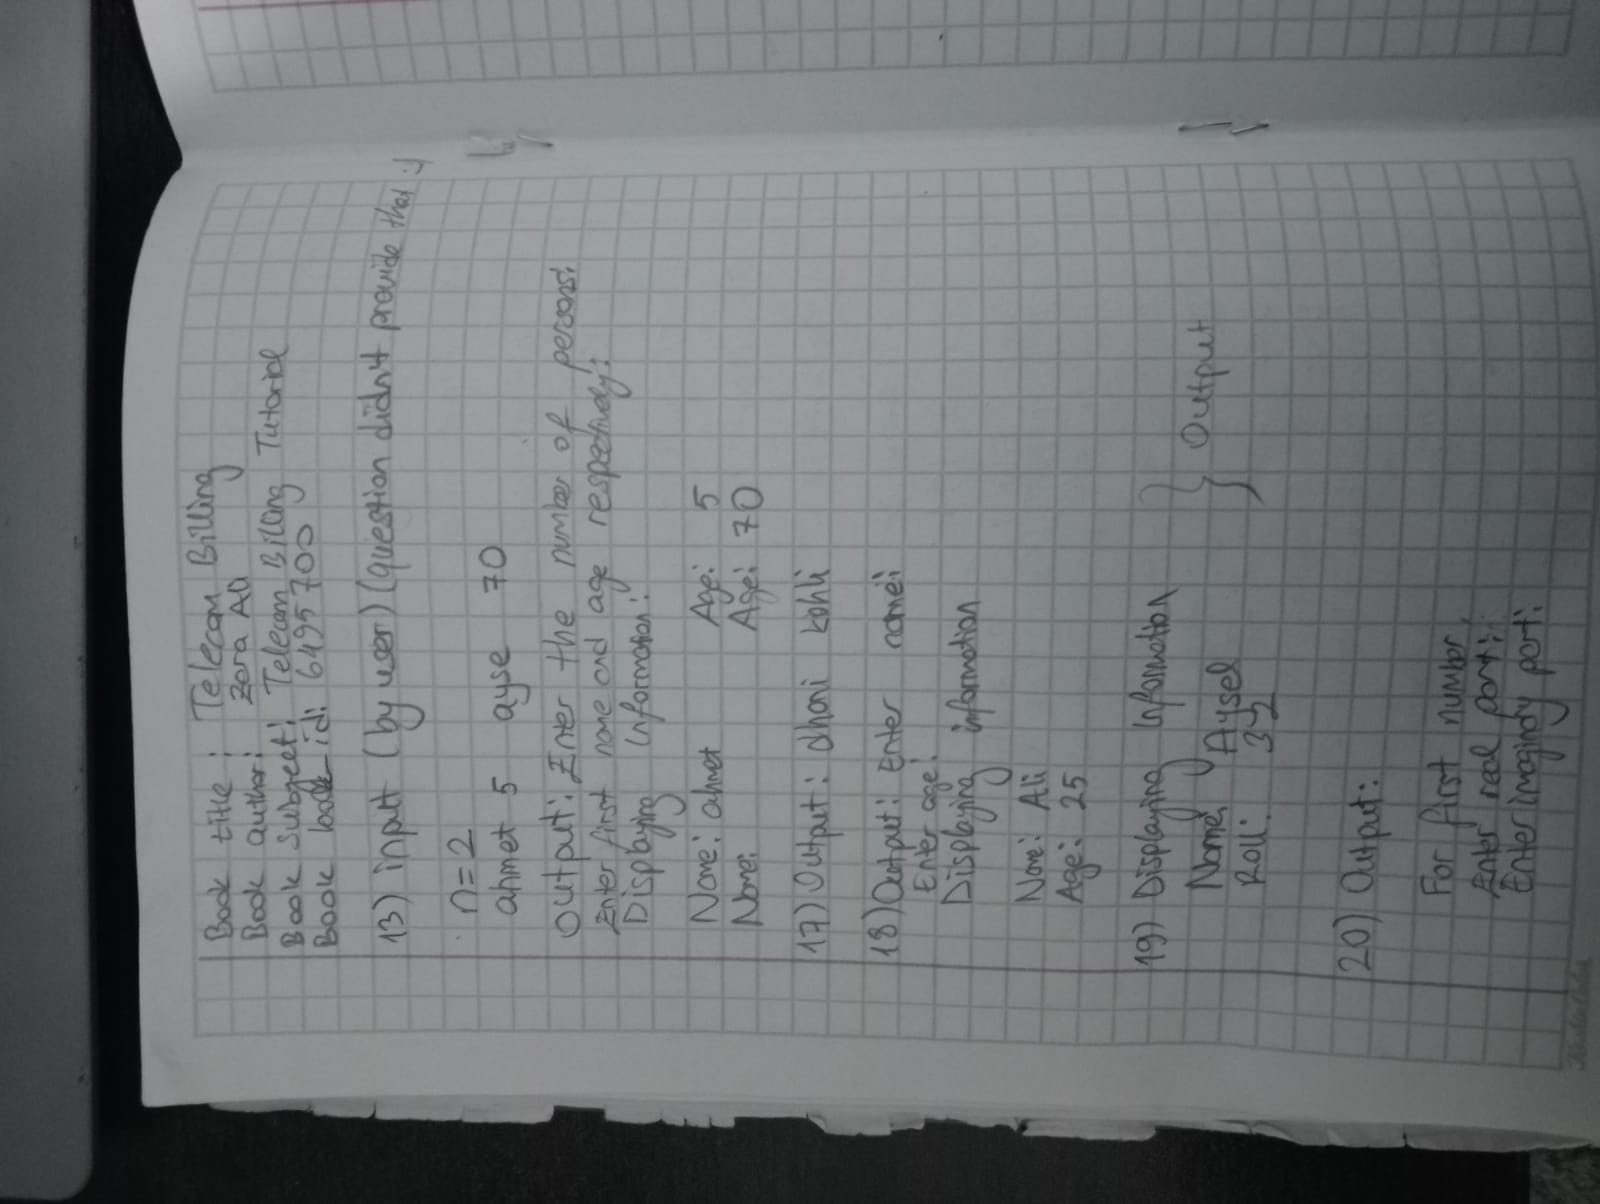 Book title : Telecom Billing
Book author: Zara Ali
Book Subject: Telecom Billing Tutorial
Book id: 6495700
13) input (by user) (question didn't provide that :)
n=2
ahmet 5 ayse 70
Output: Enter the number of persons:
Enter first name and age respectively:
Displaying Information:
Name: ahmet Age: 5
Name: Age: 70
17) Output: dhoni kohli
18) Output: Enter name:
Enter age:
Displaying information
Name: Ali
Age: 25
19) Displaying Information
Name: Aysel
Roll: 32
Output
20) Output:
For first number,
Enter real part:
Enter imaginary part: